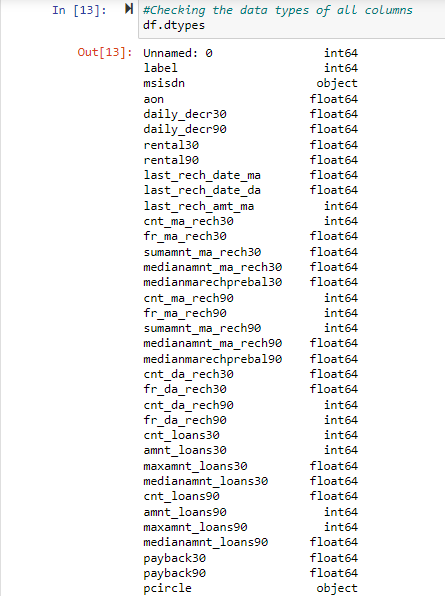 In [13]: #Checking the data types of all columns
df.dtypes
Out[13]: Unnamed: 0 int64
label int64
msisdn object
aon float64
daily_decr30 float64
daily_decr90 float64
rental30 float64
rental90 float64
last_rech_date_ma float64
last_rech_date_da float64
last_rech_amt_ma int64
cnt_ma_rech30 int64
fr_ma_rech30 float64
sumamnt_ma_rech30 float64
medianamnt_ma_rech30 float64
medianmarechprebal30 float64
cnt_ma_rech90 int64
fr_ma_rech90 int64
sumamnt_ma_rech90 int64
medianamnt_ma_rech90 float64
medianmarechprebal90 float64
cnt_da_rech30 float64
fr_da_rech30 float64
cnt_da_rech90 int64
fr_da_rech90 int64
cnt_loans30 int64
amnt_loans30 int64
maxamnt_loans30 float64
medianamnt_loans30 float64
cnt_loans90 float64
amnt_loans90 int64
maxamnt_loans90 int64
medianamnt_loans90 float64
payback30 float64
payback90 float64
pcircle object